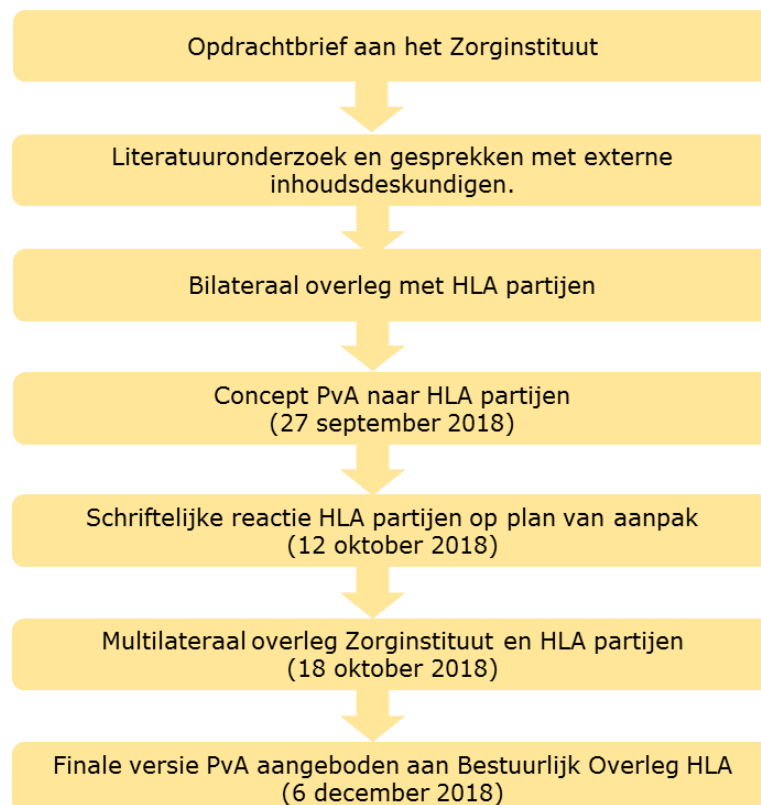 Opdrachtbrief aan het Zorginstituut
Literatuuronderzoek en gesprekken met externe
inhoudsdeskundigen.
Bilateraal overleg met HLA partijen
Concept PvA naar HLA partijen
(27 september 2018)
Schriftelijke reactie HLA partijen op plan van aanpak
(12 oktober 2018)
Multilateraal overleg Zorginstituut en HLA partijen
(18 oktober 2018)
Finale versie PvA aangeboden aan Bestuurlijk Overleg HLA
(6 december 2018)